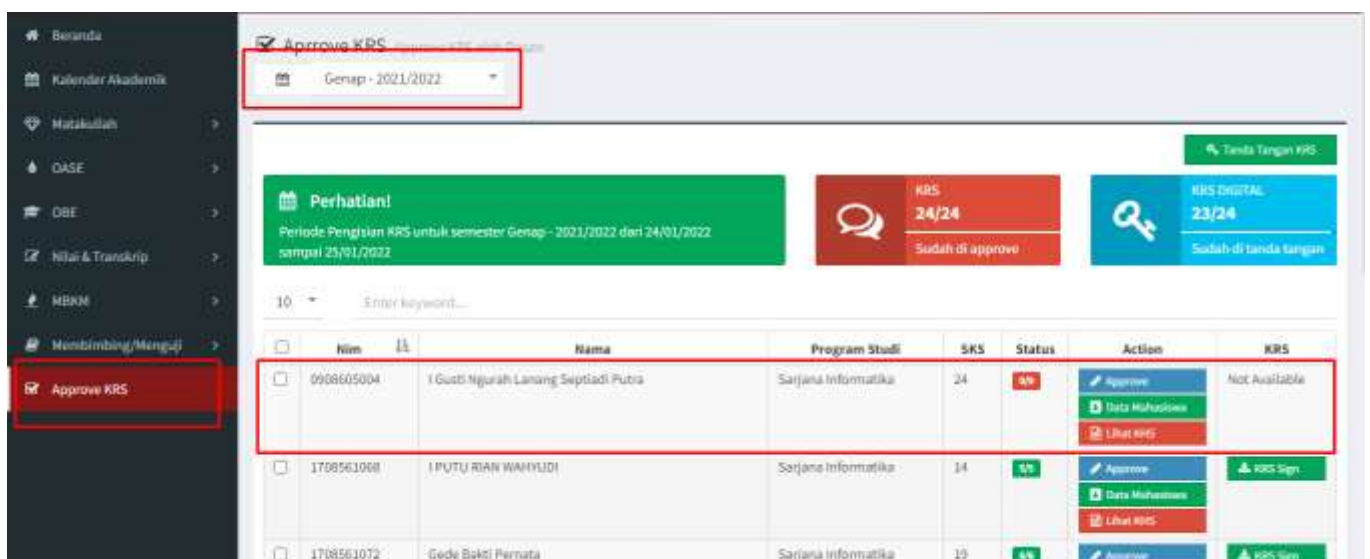 Beranda
Kalender Akademik
Matakuliah
OASE
OBE
Nilai & Transkrip
MBKM
Membimbing/Menguji
Approve KRS
Aprrove KRS
Genap - 2021/2022
Tanda Tangan KRS
Perhatian!
Periode Pengisian KRS untuk semester Genap - 2021/2022 dari 24/01/2022
sampai 25/01/2022
KRS
24/24
Sudah di approve
KRS DIGITAL
23/24
Sudah di tanda tangan
10 Enter keyword...
Nim Nama Program Studi SKS Status Action KRS
0908605004 I Gusti Ngurah Lanang Septiadi Putra Sarjana Informatika 24 Approve Not Available
Data Mahasiswa
Lihat KHS
1708561068 I PUTU RIAN WAHYUDI Sarjana Informatika 14 Approve KRS Sign
Data Mahasiswa
Lihat KHS
1708561072 Gede Bakti Pernata Sarjana Informatika 19 Approve KRS Sign